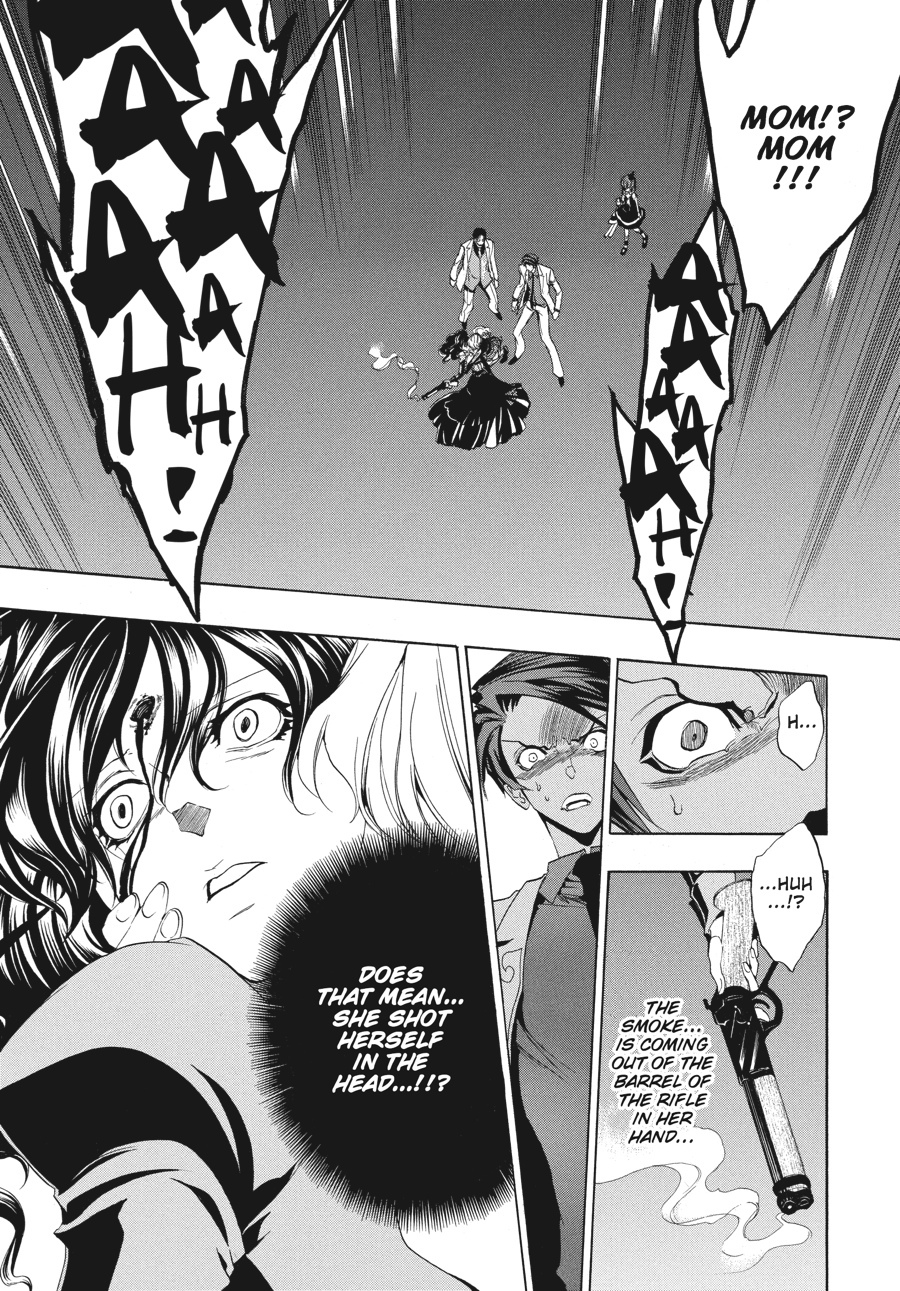 MOM!?
MOM
!!!
AAAAAH!
AAAAAAAAHH!
H...
...HUH
...!?
THE
SMOKE...
IS COMING
OUT OF THE
BARREL OF
THE RIFLE
IN HER
HAND...
DOES
THAT MEAN...
SHE SHOT
HERSELF
IN THE
HEAD...!!?